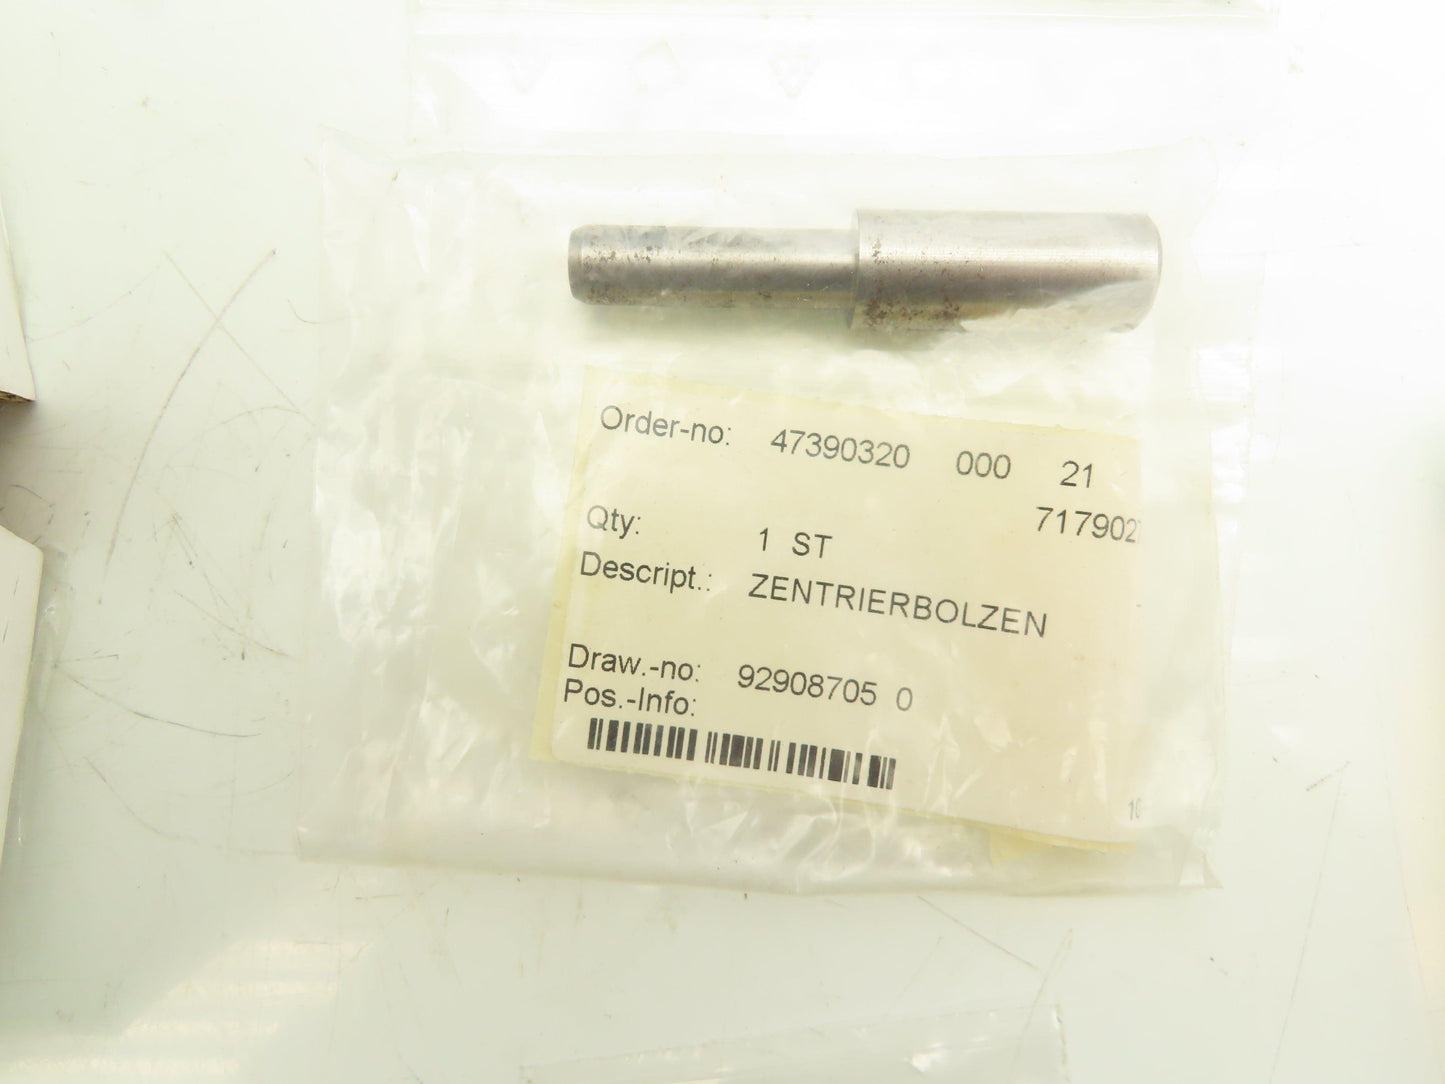 Order-no: 47390320 000 21
717902
Qty: 1 ST
Descript.: ZENTRIERBOLZEN
Draw.-no: 92908705 0
Pos.-Info: